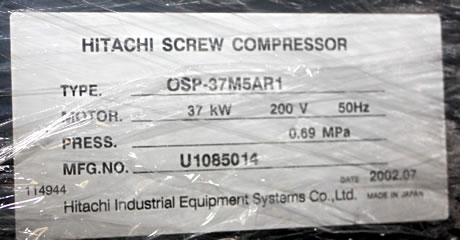 HITACHI SCREW COMPRESSOR
TYPE. OSP-37M5AR1
MOTOR. 37 kW 200 V 50Hz
PRESS. 0.69 MPa
MFG.NO. U1085014
114944 DATE 2002.07
Hitachi Industrial Equipment Systems Co.,Ltd. MADE IN JAPAN